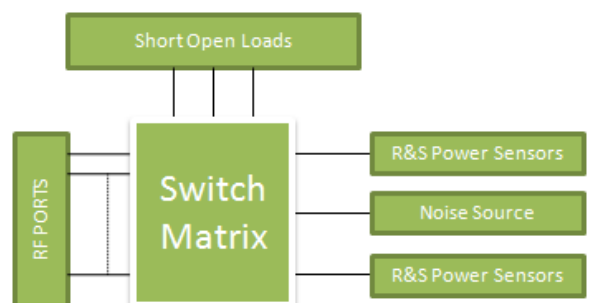 Short Open Loads
RF PORTS
Switch
Matrix
R&S Power Sensors
Noise Source
R&S Power Sensors